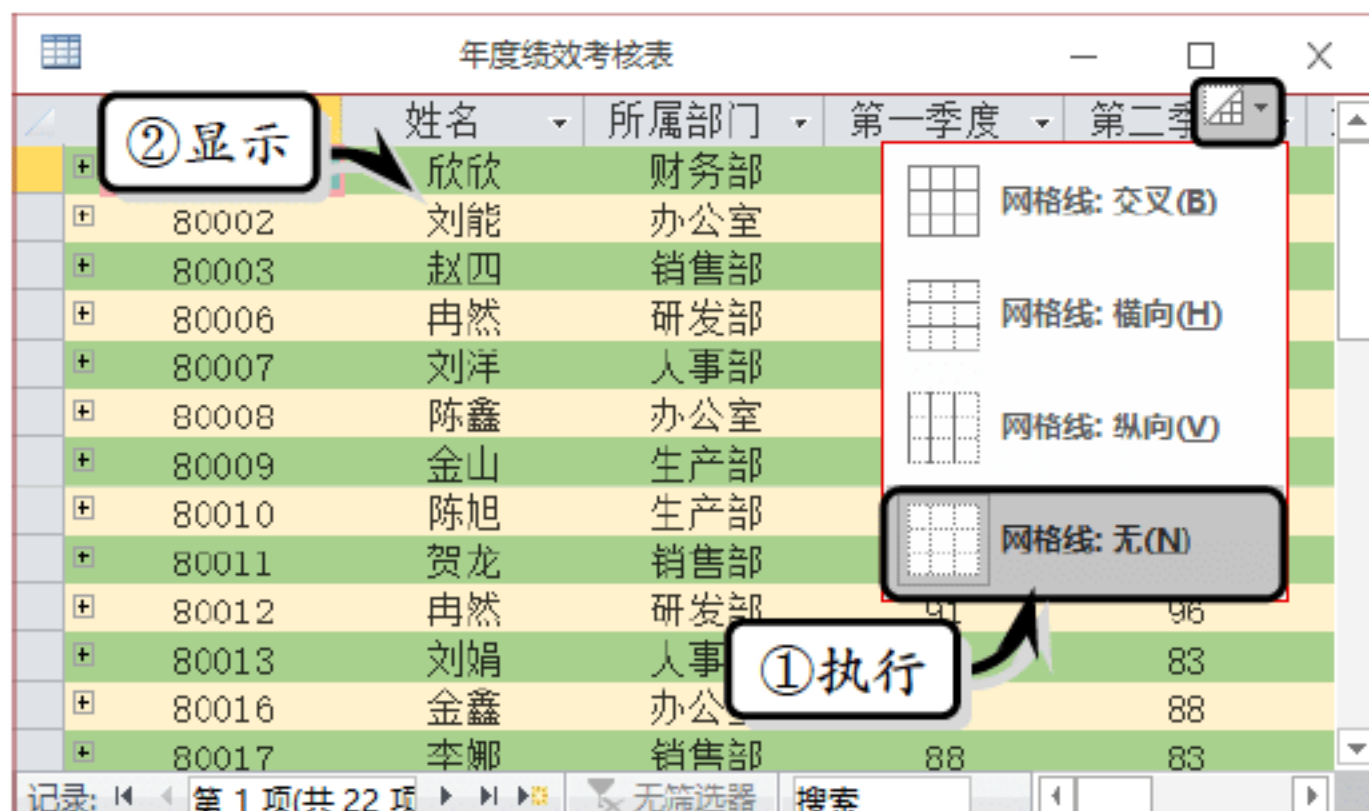 年度绩效考核表
②显示 姓名 所属部门 第一季度 第二季
欣欣 财务部
80002 刘能 办公室
80003 赵四 销售部
80006 冉然 研发部
80007 刘洋 人事部
80008 陈鑫 办公室
80009 金山 生产部
80010 陈旭 生产部
80011 贺龙 销售部
80012 冉然 研发部 91 96
80013 刘娟 人事 83
80016 金鑫 办公 88
80017 李娜 销售部 88 83
网格线: 交叉(B)
网格线: 横向(H)
网格线: 纵向(V)
网格线: 无(N)
①执行
记录: 第 1 项(共 22 项 无筛选器 搜索